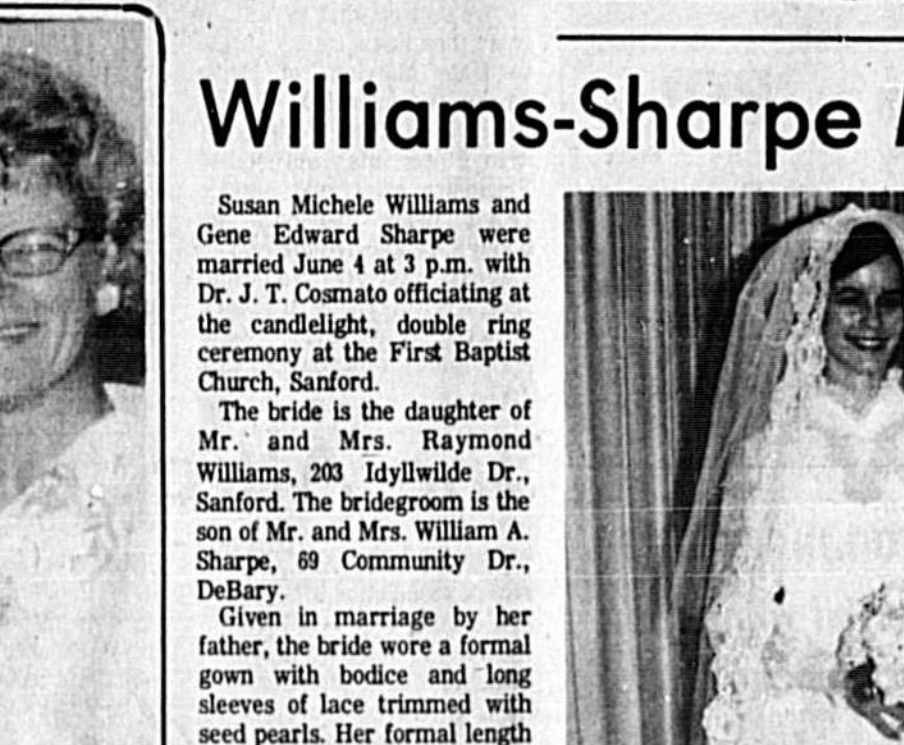 Williams-Sharpe
Susan Michele Williams and
Gene Edward Sharpe were
married June 4 at 3 p.m. with
Dr. J. T. Cosmato officiating at
the candlelight, double ring
ceremony at the First Baptist
Church, Sanford.
The bride is the daughter of
Mr. and Mrs. Raymond
Williams, 203 Idyllwilde Dr.,
Sanford. The bridegroom is the
son of Mr. and Mrs. William A.
Sharpe, 69 Community Dr.,
DeBary.
Given in marriage by her
father, the bride wore a formal
gown with bodice and long
sleeves of lace trimmed with
seed pearls. Her formal length